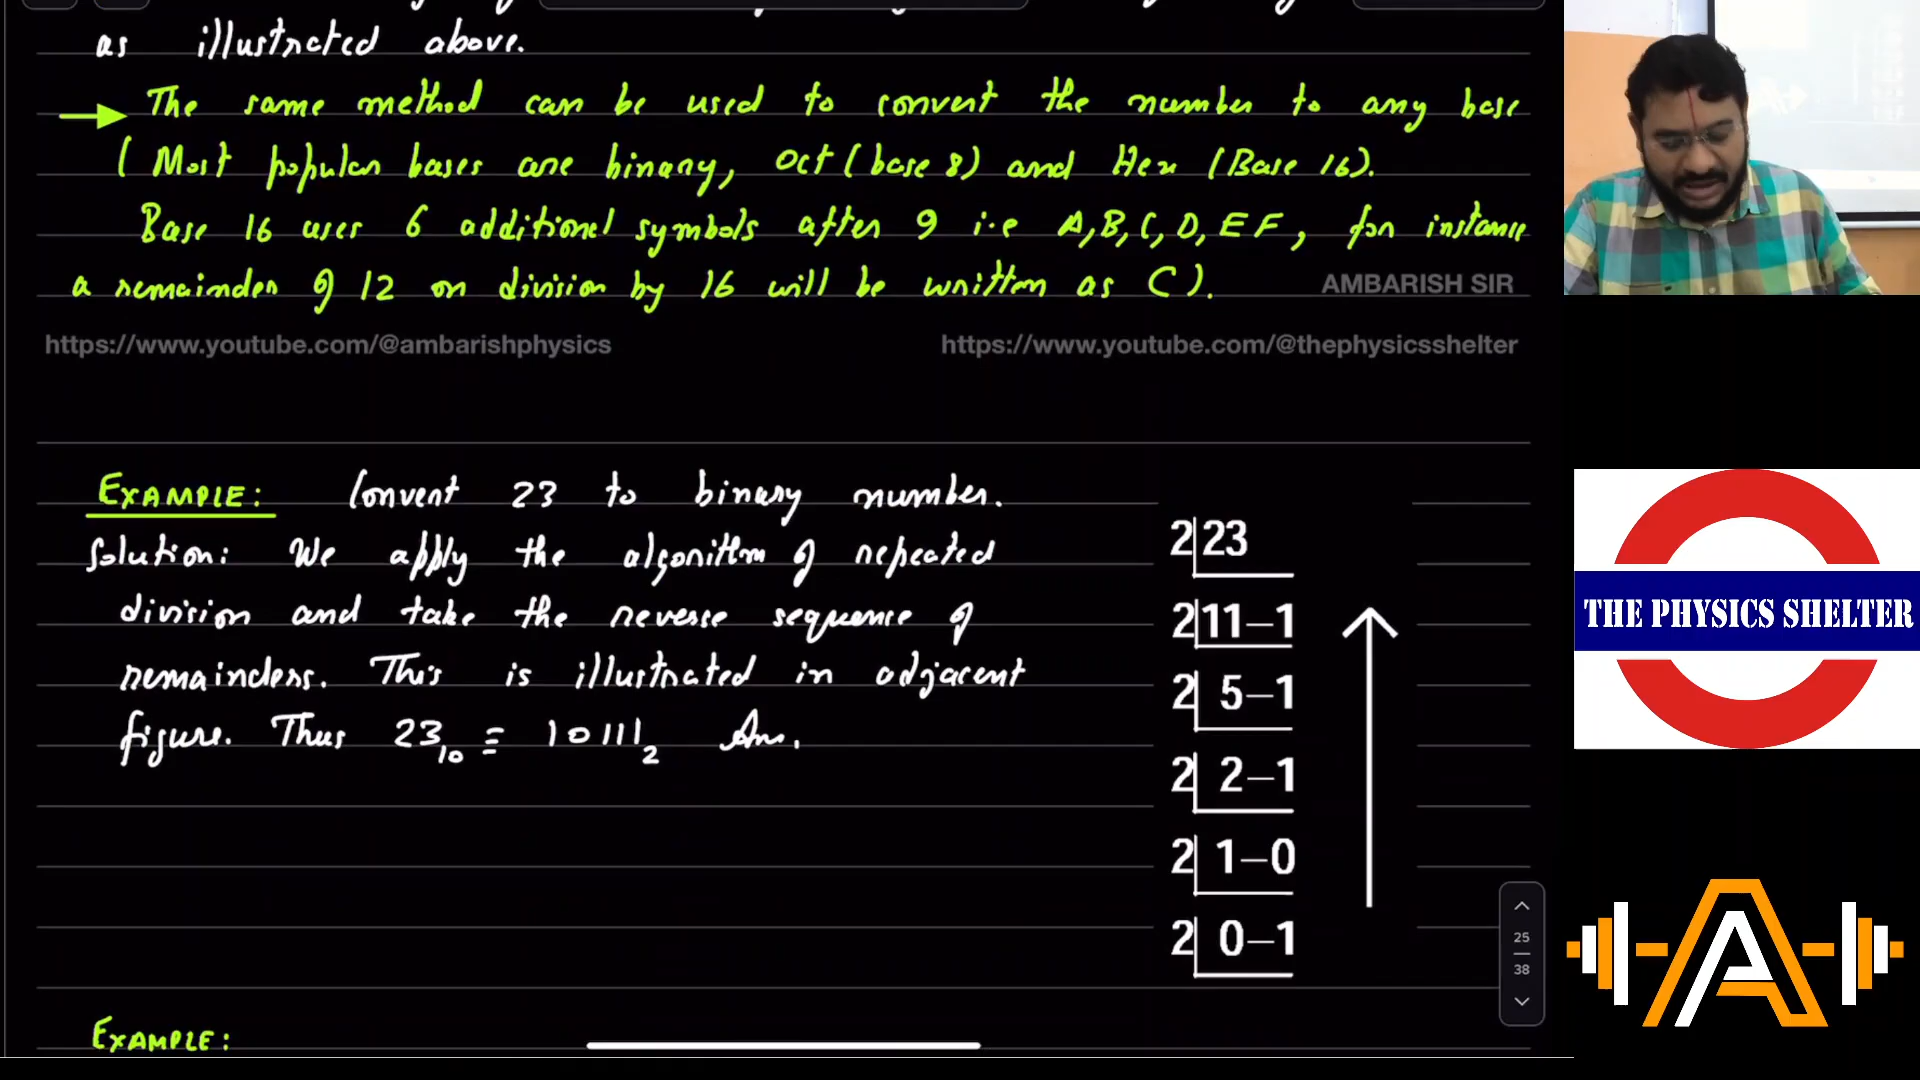 as illustrated above.
The same method can be used to convert the number to any base
( Most popular bases are binary, Oct ( base 8) and Hex (Base 16).
Base 16 uses 6 additional symbols after 9 i.e A, B, C, D, E F, for instance
a remainder of 12 on division by 16 will be written as C ).
AMBARISH SIR
https://www.youtube.com/@ambarishphysics
https://www.youtube.com/@thephysicsshelter
EXAMPLE: Convert 23 to binary number.
Solution: We apply the algorithm of repeated
division and take the reverse sequence of
remainders. This is illustrated in adjacent
figure. Thus 23₁₀ ≡ 10111₂ Ans.
2 23
2 11–1
2 5–1
2 2–1
2 1–0
2 0–1
THE PHYSICS SHELTER
A
25
38
EXAMPLE: